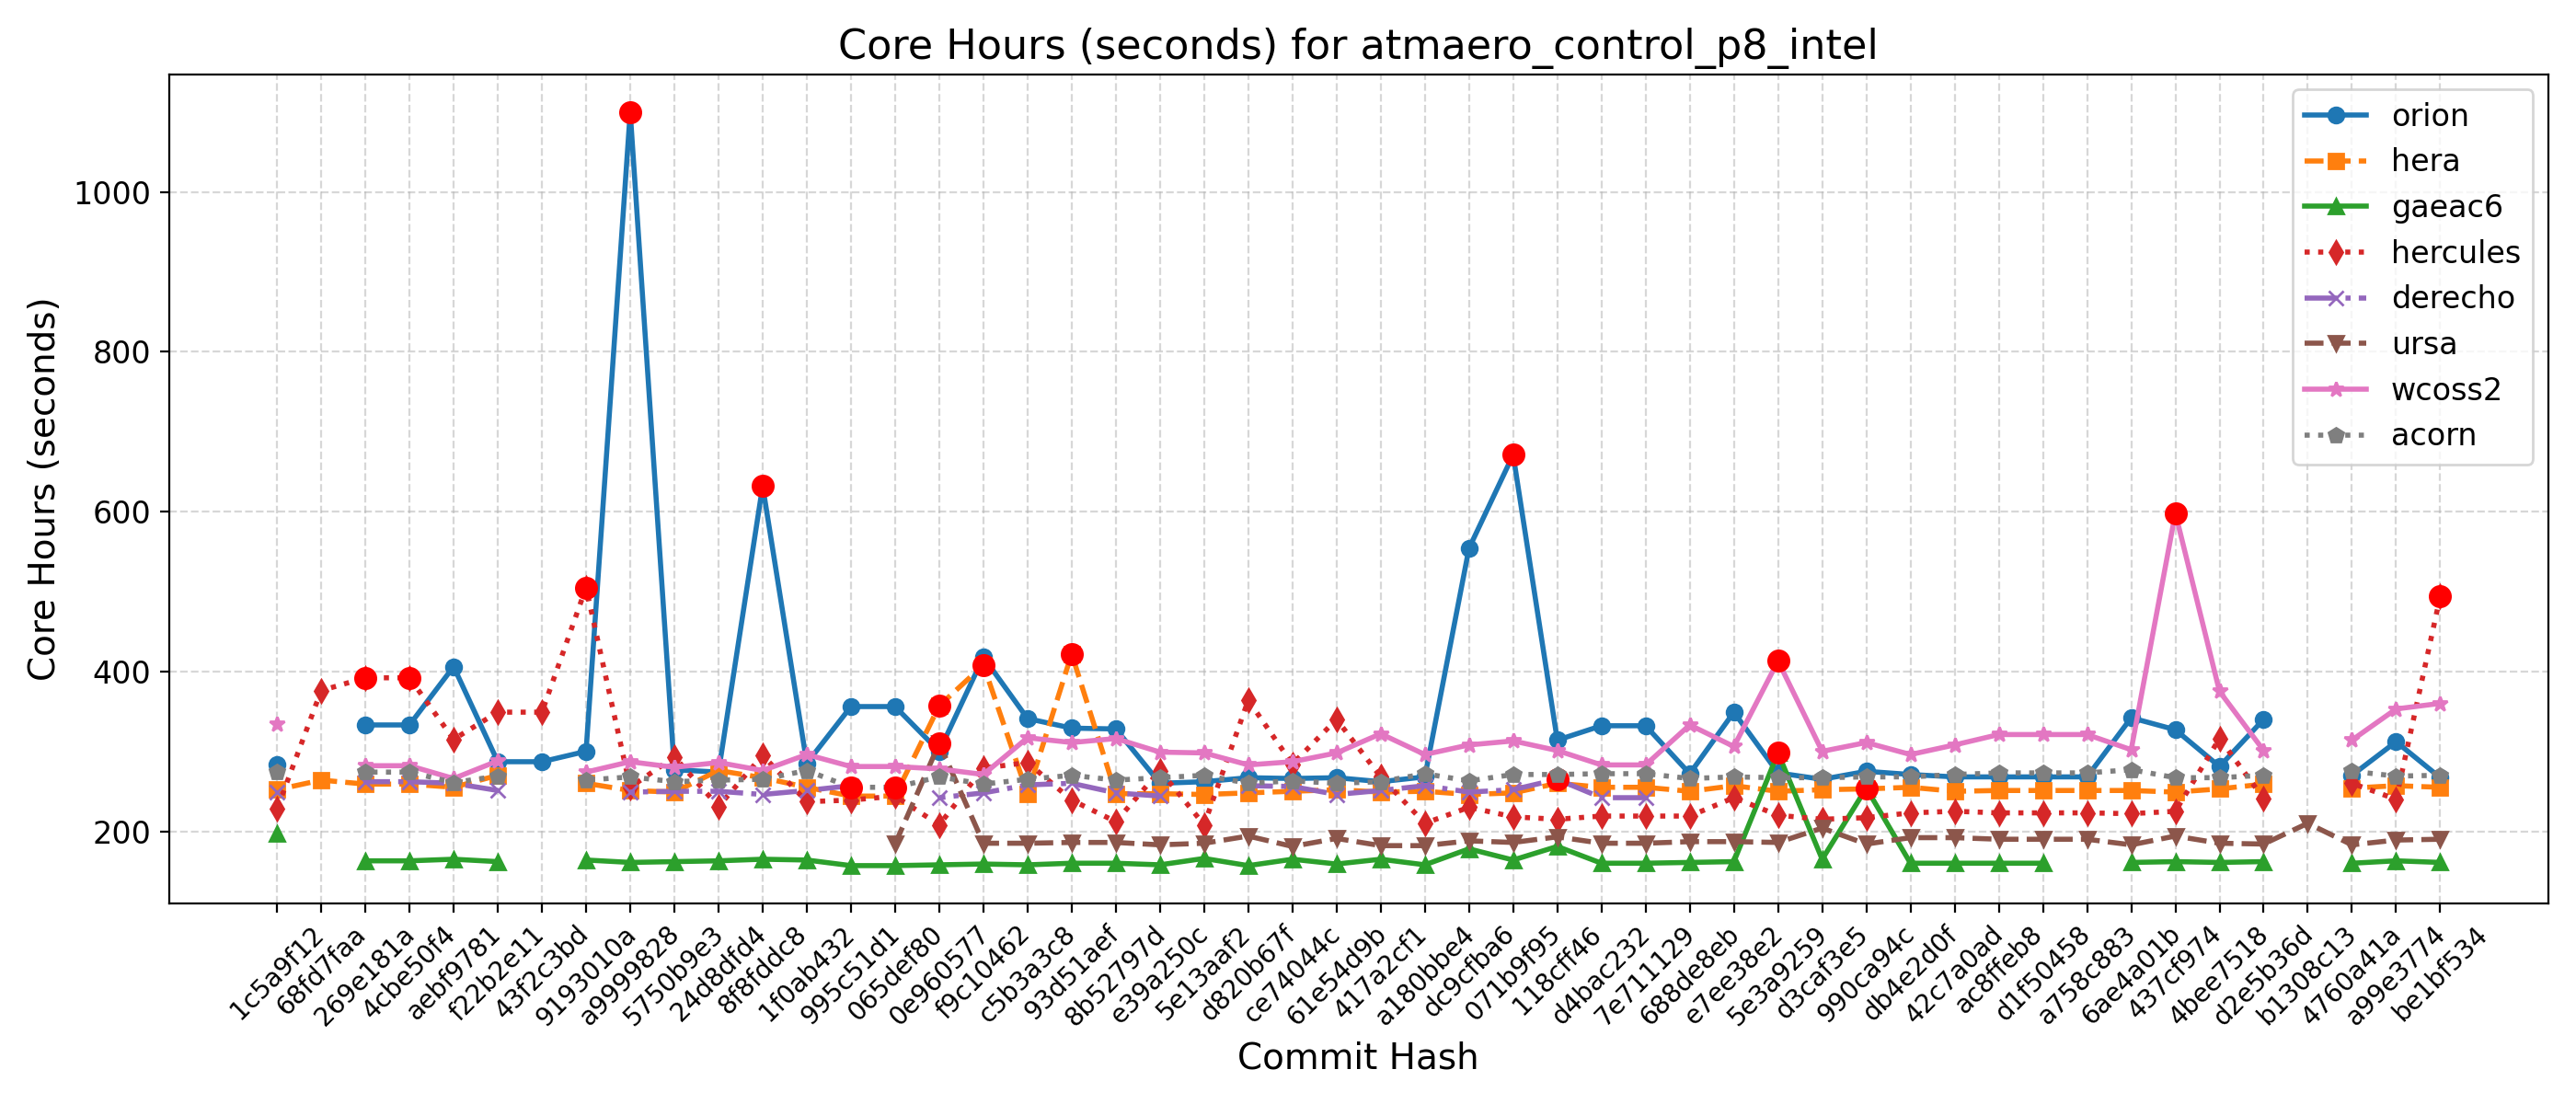 Core Hours (seconds) for atmaero_control_p8_intel
Core Hours (seconds)
1000
800
600
400
200
orion
hera
gaeac6
hercules
derecho
ursa
wcoss2
acorn
1c5a9f12
68fd7faa
269e181a
4cbe50f4
aebf9781
f22b2e11
43f2c3bd
9193010a
a9999828
5750b9e3
24d8dfd4
8f8fddc8
1f0ab432
995c51d1
065def80
0e960577
f9c10462
c5b3a3c8
93d51aef
8b52797d
e39a250c
5e13aaf2
d820b67f
ce74044c
61e54d9b
417a2cf1
a180bbe4
dc9cfba6
071b9f95
118cff46
d4bac232
7e711129
688de8eb
e7ee38e2
5e3a9259
d3caf3e5
990ca94c
db4e2d0f
42c7a0ad
ac8ffeb8
d1f50458
a758c883
6ae4a01b
437cf974
4bee7518
d2e5b36d
b1308c13
4760a41a
a99e3774
be1bf534
Commit Hash